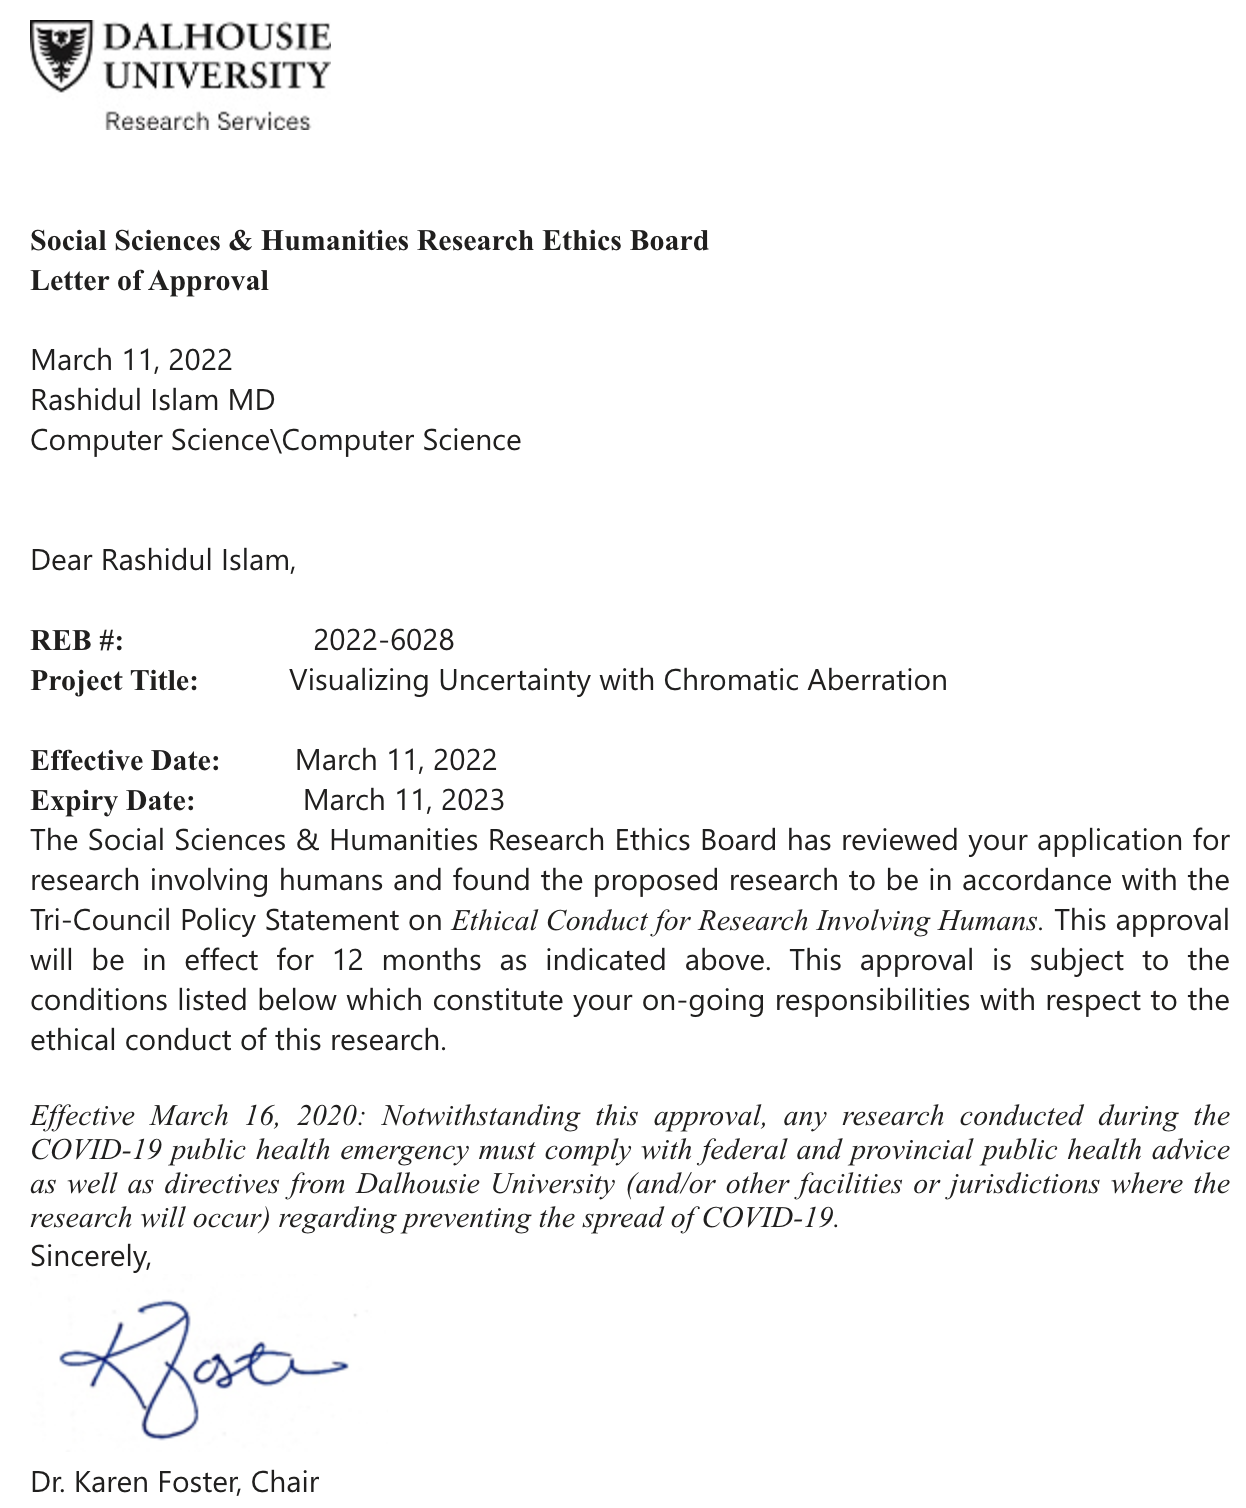 DALHOUSIE
UNIVERSITY
Research Services
Social Sciences & Humanities Research Ethics Board
Letter of Approval
March 11, 2022
Rashidul Islam MD
Computer Science\Computer Science
Dear Rashidul Islam,
REB #: 2022-6028
Project Title: Visualizing Uncertainty with Chromatic Aberration
Effective Date: March 11, 2022
Expiry Date: March 11, 2023
The Social Sciences & Humanities Research Ethics Board has reviewed your application for
research involving humans and found the proposed research to be in accordance with the
Tri-Council Policy Statement on Ethical Conduct for Research Involving Humans. This approval
will be in effect for 12 months as indicated above. This approval is subject to the
conditions listed below which constitute your on-going responsibilities with respect to the
ethical conduct of this research.
Effective March 16, 2020: Notwithstanding this approval, any research conducted during the
COVID-19 public health emergency must comply with federal and provincial public health advice
as well as directives from Dalhousie University (and/or other facilities or jurisdictions where the
research will occur) regarding preventing the spread of COVID-19.
Sincerely,
K Foster
Dr. Karen Foster, Chair